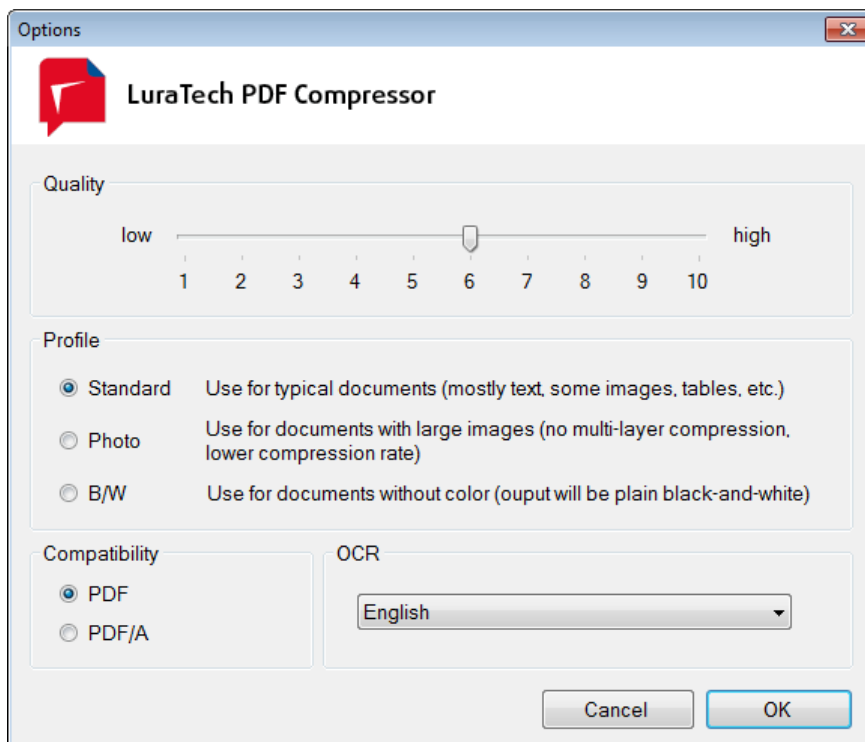 Options
LuraTech PDF Compressor
Quality
low
high
1 2 3 4 5 6 7 8 9 10
Profile
Standard Use for typical documents (mostly text, some images, tables, etc.)
Photo Use for documents with large images (no multi-layer compression,
lower compression rate)
B/W Use for documents without color (ouput will be plain black-and-white)
Compatibility
PDF
PDF/A
OCR
English
Cancel
OK